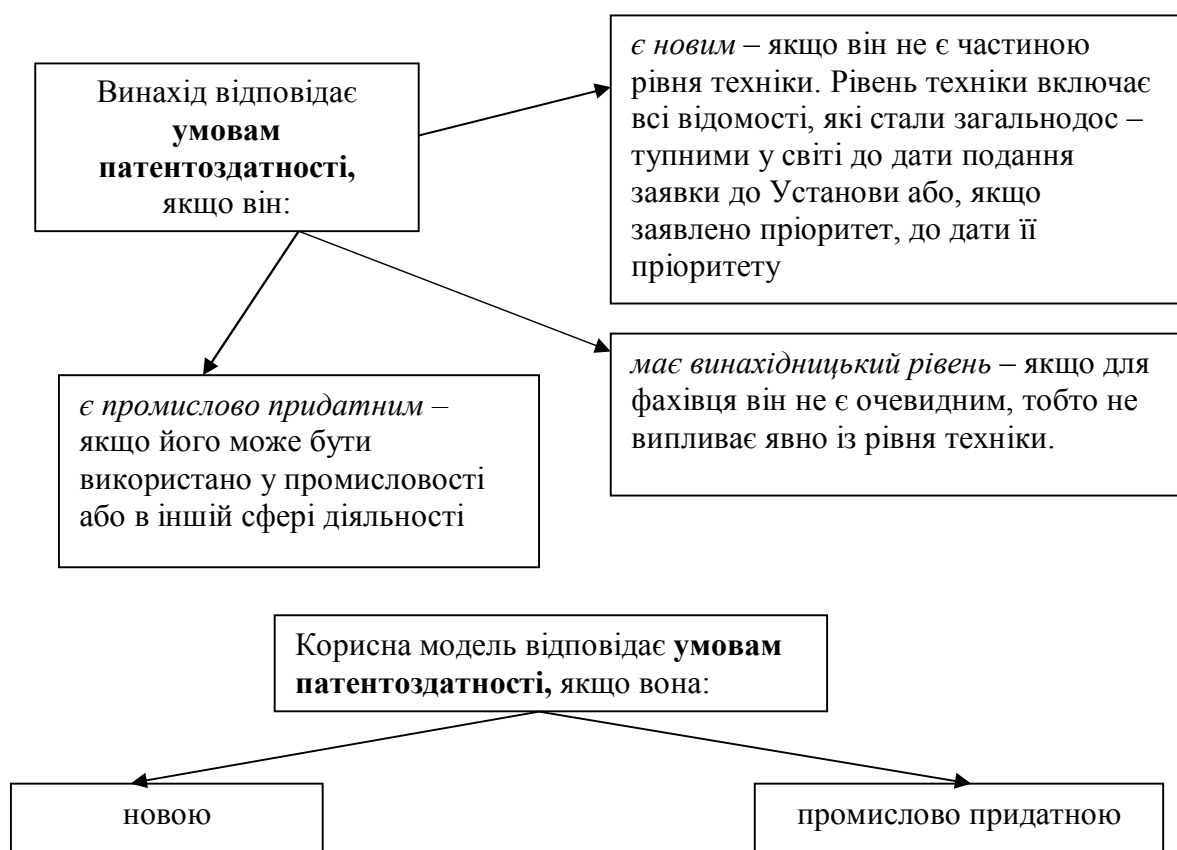 Винахід відповідає
умовам
патентоздатності,
якщо він:
є новим – якщо він не є частиною
рівня техніки. Рівень техніки включає
всі відомості, які стали загальнодос –
тупними у світі до дати подання
заявки до Установи або, якщо
заявлено пріоритет, до дати її
пріоритету
є промислово придатним –
якщо його може бути
використано у промисловості
або в іншій сфері діяльності
має винахідницький рівень – якщо для
фахівця він не є очевидним, тобто не
випливає явно із рівня техніки.
Корисна модель відповідає умовам
патентоздатності, якщо вона:
новою
промислово придатною